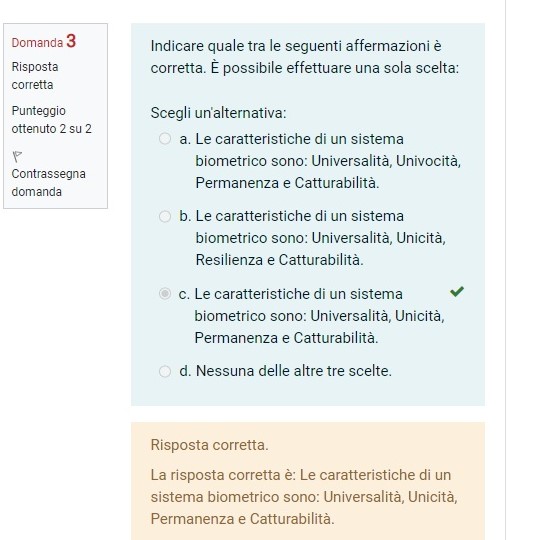 Domanda 3
Risposta
corretta
Punteggio
ottenuto 2 su 2
Contrassegna
domanda
Indicare quale tra le seguenti affermazioni è
corretta. È possibile effettuare una sola scelta:
Scegli un'alternativa:
a. Le caratteristiche di un sistema
biometrico sono: Universalità, Univocità,
Permanenza e Catturabilità.
b. Le caratteristiche di un sistema
biometrico sono: Universalità, Unicità,
Resilienza e Catturabilità.
c. Le caratteristiche di un sistema
biometrico sono: Universalità, Unicità,
Permanenza e Catturabilità.
d. Nessuna delle altre tre scelte.
Risposta corretta.
La risposta corretta è: Le caratteristiche di un
sistema biometrico sono: Universalità, Unicità,
Permanenza e Catturabilità.